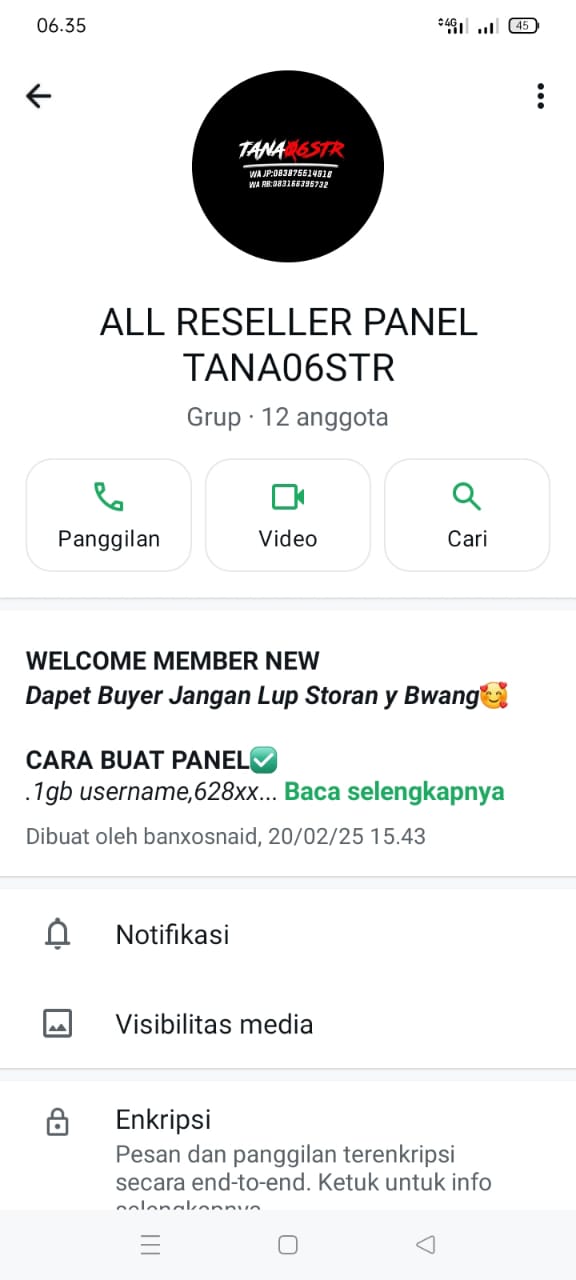 06.35
4G
45
TANA06STR
WA JP:083875614918
WA RB:083166395732
ALL RESELLER PANEL
TANA06STR
Grup · 12 anggota
Panggilan
Video
Cari
WELCOME MEMBER NEW
Dapet Buyer Jangan Lup Storan y Bwang🥰
CARA BUAT PANEL✅
.1gb username,628xx... Baca selengkapnya
Dibuat oleh banxosnaid, 20/02/25 15.43
Notifikasi
Visibilitas media
Enkripsi
Pesan dan panggilan terenkripsi
secara end-to-end. Ketuk untuk info
selengkapnya